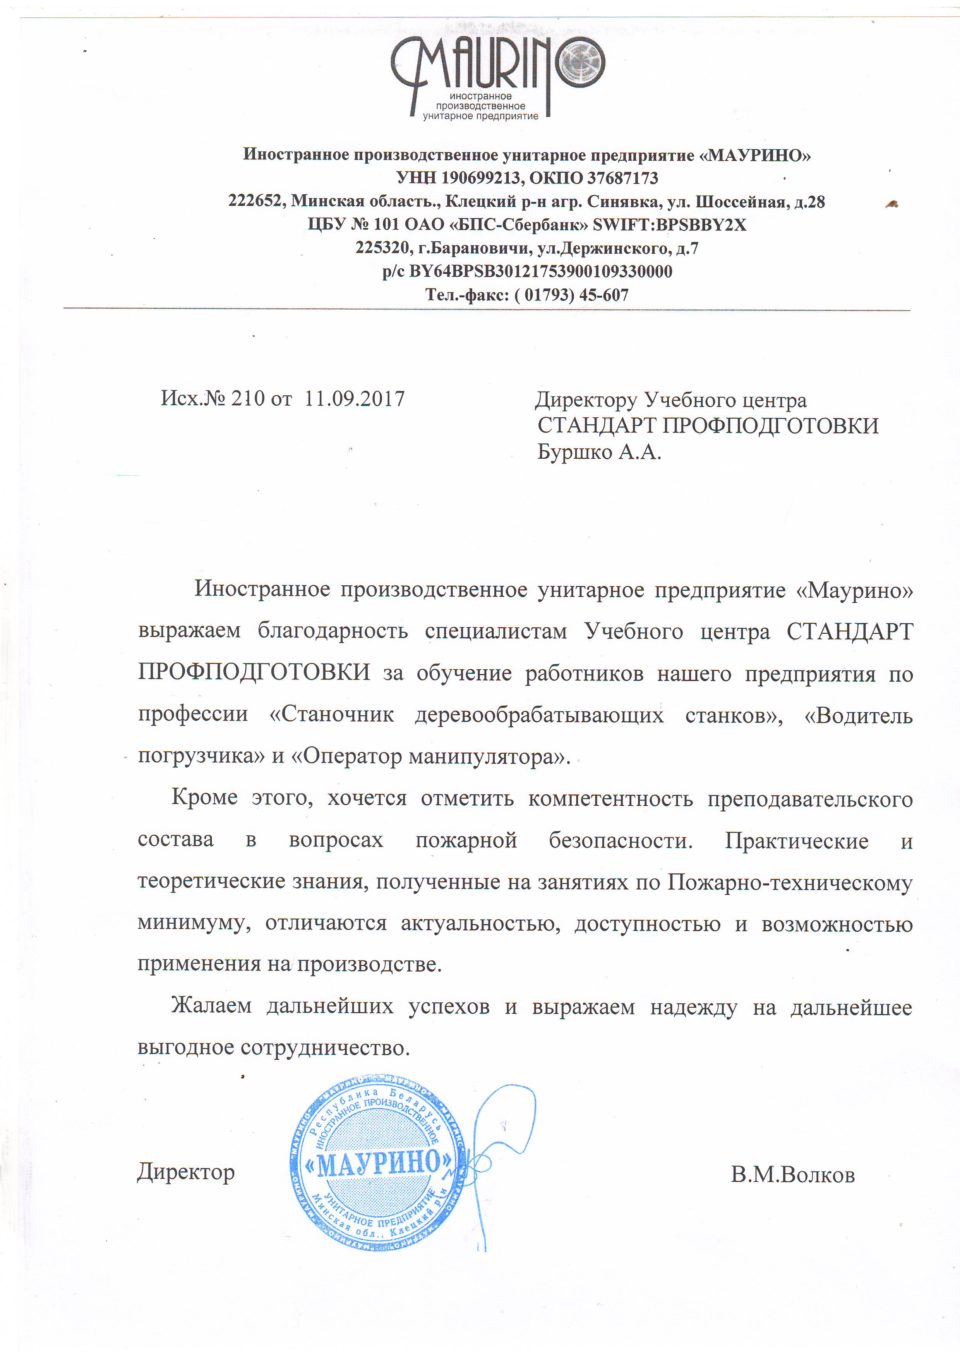 MAURINO
иностранное
производственное
унитарное предприятие
Иностранное производственное унитарное предприятие «МАУРИНО»
УНН 190699213, ОКПО 37687173
222652, Минская область., Клецкий р-н агр. Синявка, ул. Шоссейная, д.28
ЦБУ № 101 ОАО «БПС-Сбербанк» SWIFT:BPSBBY2X
225320, г.Барановичи, ул.Держинского, д.7
р/с BY64BPSB30121753900109330000
Тел.-факс: ( 01793) 45-607
Исх.№ 210 от 11.09.2017
Директору Учебного центра
СТАНДАРТ ПРОФПОДГОТОВКИ
Буршко А.А.
Иностранное производственное унитарное предприятие «Маурино»
выражаем благодарность специалистам Учебного центра СТАНДАРТ
ПРОФПОДГОТОВКИ за обучение работников нашего предприятия по
профессии «Станочник деревообрабатывающих станков», «Водитель
погрузчика» и «Оператор манипулятора».
Кроме этого, хочется отметить компетентность преподавательского
состава в вопросах пожарной безопасности. Практические и
теоретические знания, полученные на занятиях по Пожарно-техническому
минимуму, отличаются актуальностью, доступностью и возможностью
применения на производстве.
Жалаем дальнейших успехов и выражаем надежду на дальнейшее
выгодное сотрудничество.
Республика Беларусь
ИНОСТРАННОЕ ПРОИЗВОДСТВЕННОЕ
«МАУРИНО»
УНИТАРНОЕ ПРЕДПРИЯТИЕ
Минская обл., Клецкий р-н
Директор
В.М.Волков